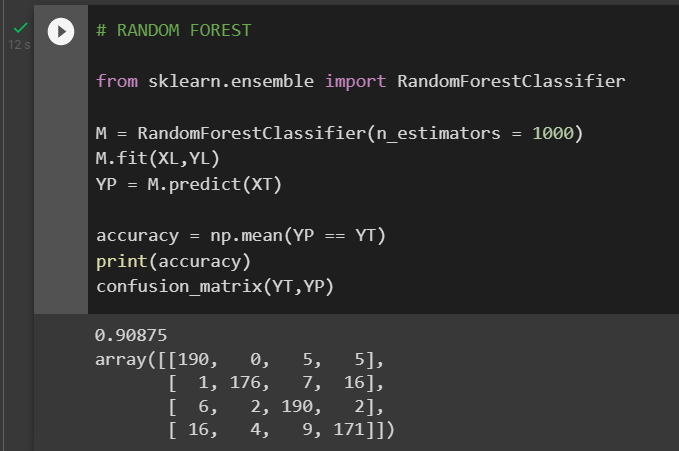 12 s
# RANDOM FOREST
from sklearn.ensemble import RandomForestClassifier
M = RandomForestClassifier(n_estimators = 1000)
M.fit(XL,YL)
YP = M.predict(XT)
accuracy = np.mean(YP == YT)
print(accuracy)
confusion_matrix(YT,YP)
0.90875
array([[190,   0,   5,   5],
       [  1, 176,   7,  16],
       [  6,   2, 190,   2],
       [ 16,   4,   9, 171]])